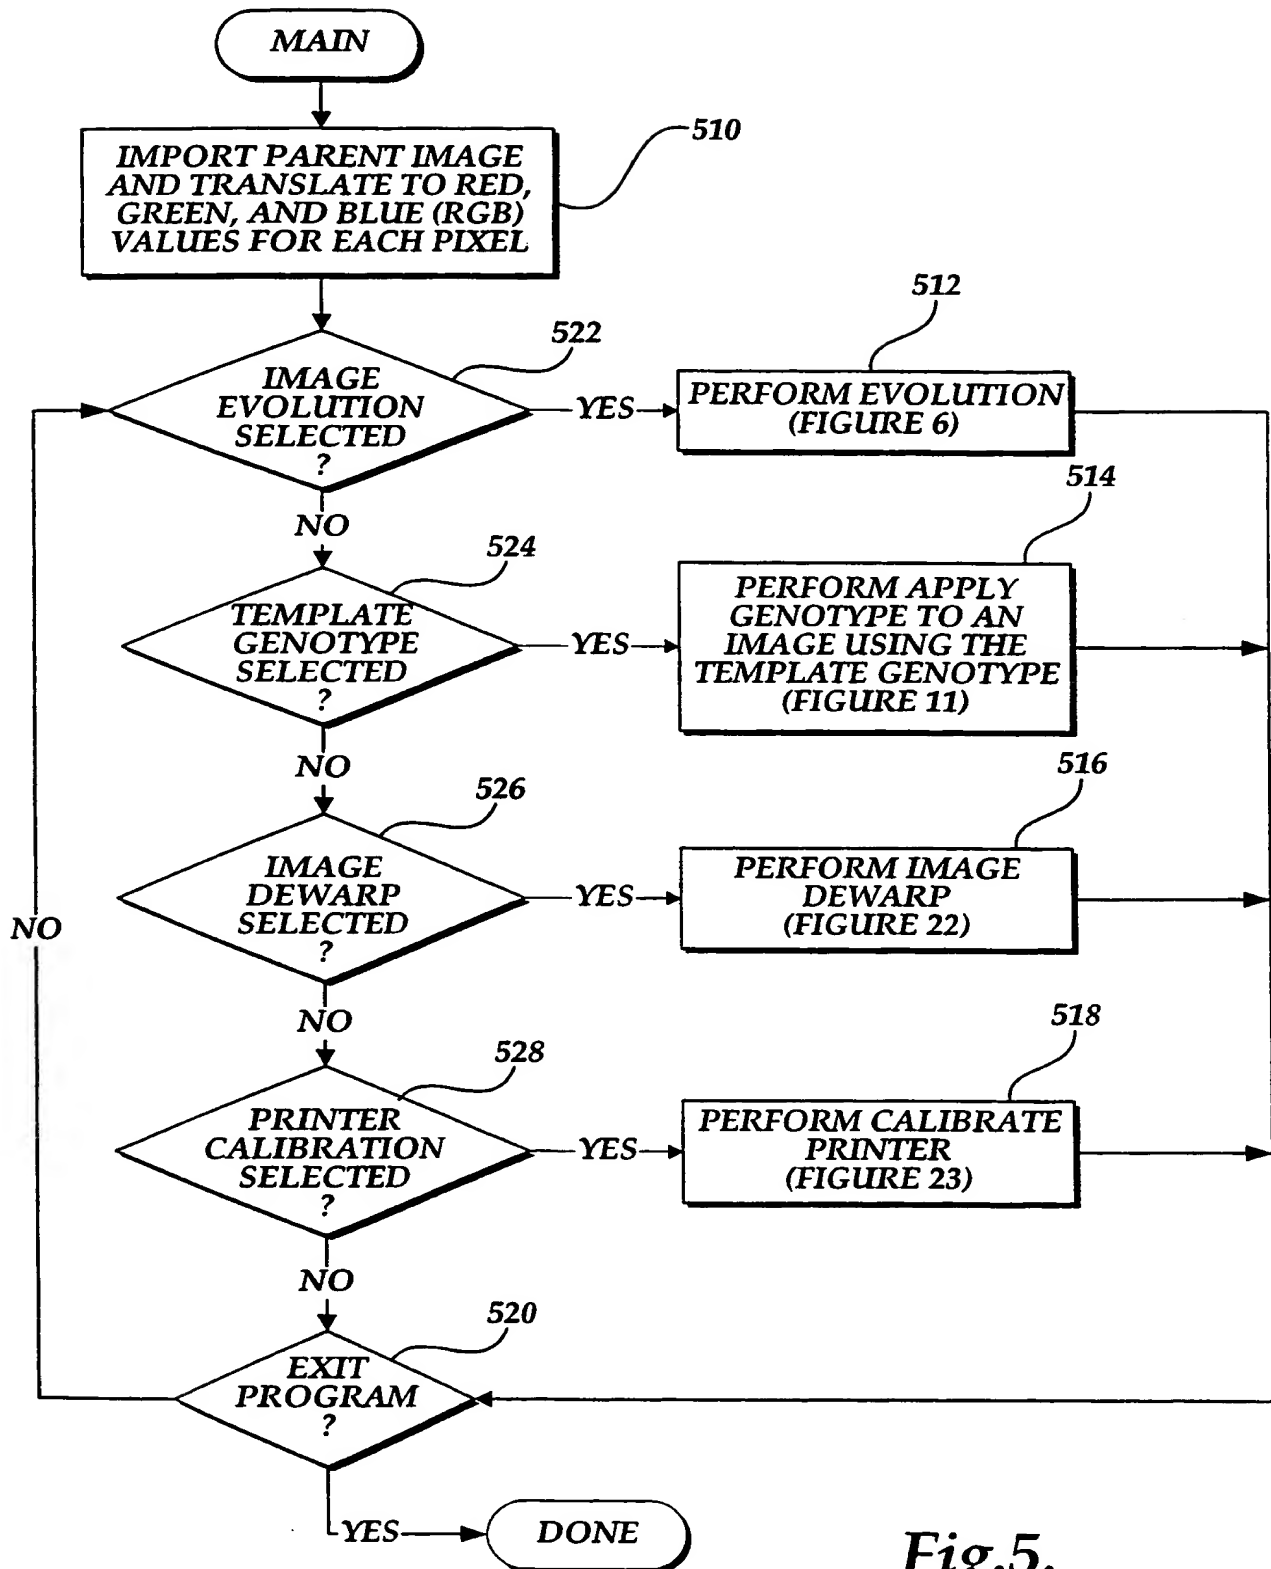 MAIN
510
IMPORT PARENT IMAGE
AND TRANSLATE TO RED,
GREEN, AND BLUE (RGB)
VALUES FOR EACH PIXEL
512
522
IMAGE
EVOLUTION
SELECTED
?
YES
PERFORM EVOLUTION
(FIGURE 6)
NO
514
524
TEMPLATE
GENOTYPE
SELECTED
?
YES
PERFORM APPLY
GENOTYPE TO AN
IMAGE USING THE
TEMPLATE GENOTYPE
(FIGURE 11)
NO
516
526
IMAGE
DEWARP
SELECTED
?
YES
PERFORM IMAGE
DEWARP
(FIGURE 22)
NO
NO
518
528
PRINTER
CALIBRATION
SELECTED
?
YES
PERFORM CALIBRATE
PRINTER
(FIGURE 23)
NO
520
EXIT
PROGRAM
?
YES
DONE
Fig.5.